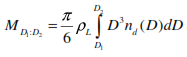 M_{D_1:D_2} = \frac{\pi}{6} \rho_L \int_{D_1}^{D_2} D^3 n_d(D) dD